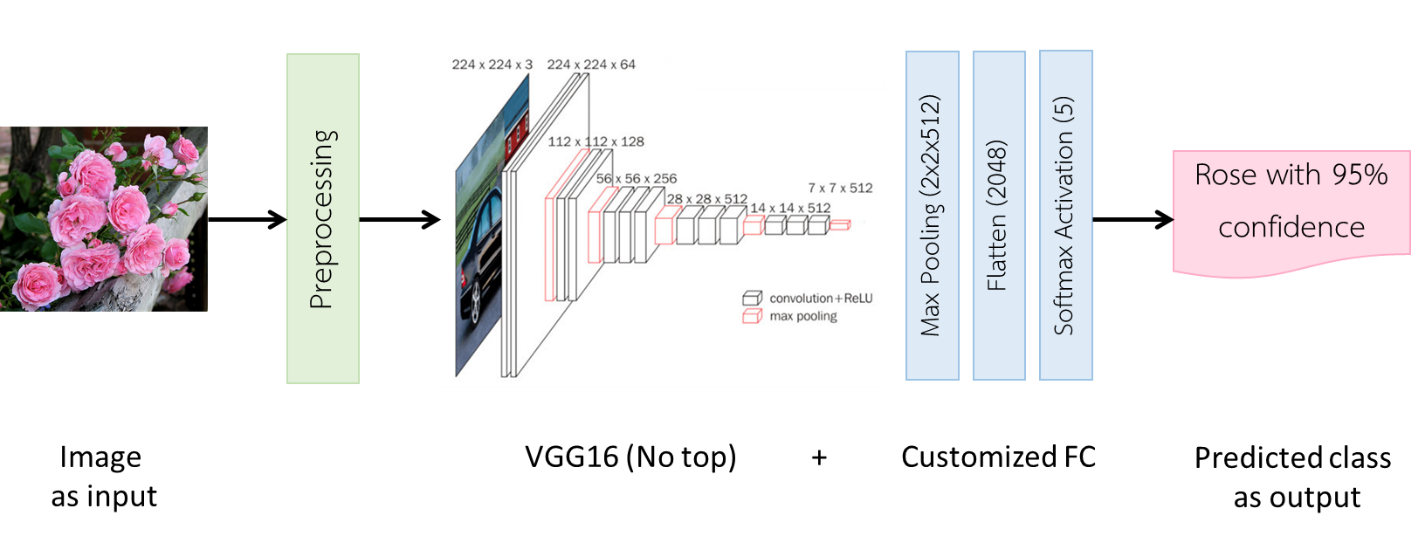 Preprocessing
224 x 224 x 3
224 x 224 x 64
112 x 112 x 128
56 x 56 x 256
28 x 28 x 512
14 x 14 x 512
7 x 7 x 512
convolution+ReLU
max pooling
Max Pooling (2x2x512)
Flatten (2048)
Softmax Activation (5)
Rose with 95%
confidence
Image
as input
VGG16 (No top)
+
Customized FC
Predicted class
as output